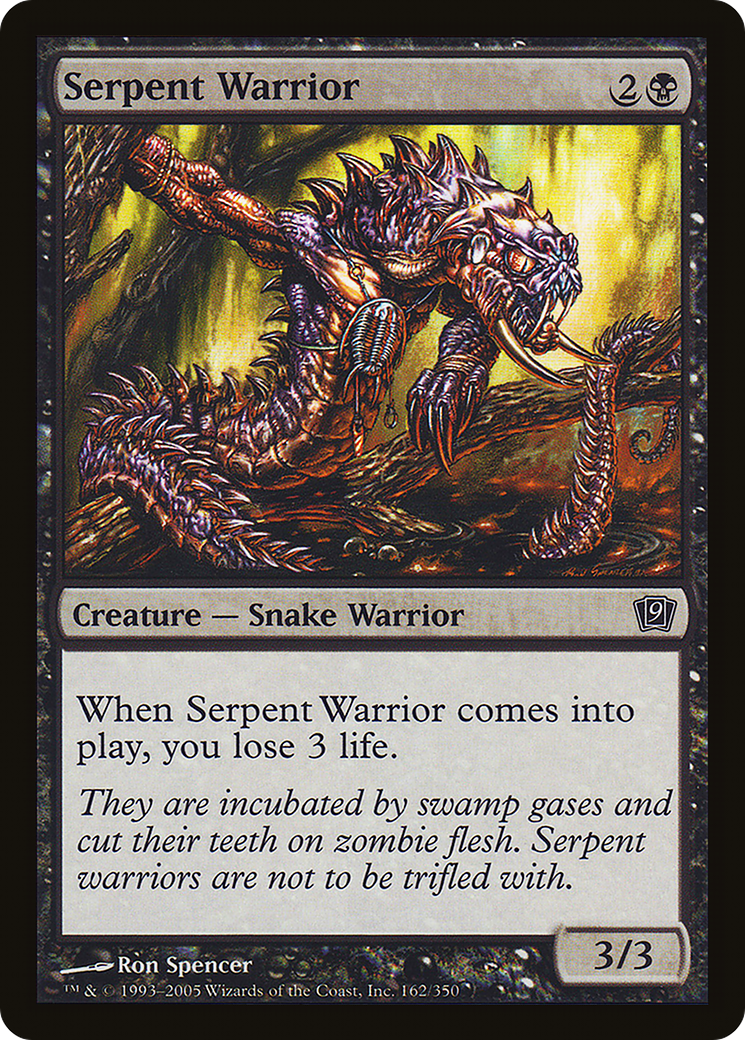 Serpent Warrior 2
Creature — Snake Warrior 9
When Serpent Warrior comes into
play, you lose 3 life.
They are incubated by swamp gases and
cut their teeth on zombie flesh. Serpent
warriors are not to be trifled with.
3/3
Ron Spencer
™ & © 1993–2005 Wizards of the Coast, Inc. 162/350